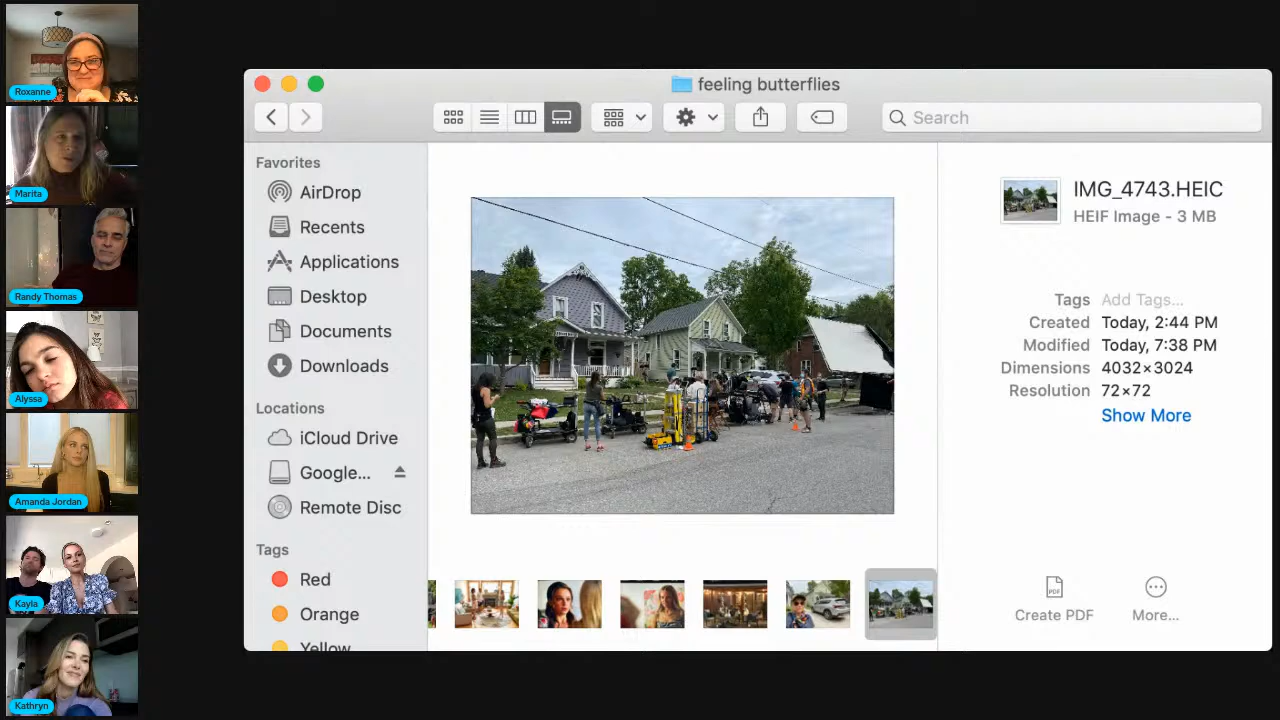 Roxanne
Marita
Randy Thomas
Alyssa
Amanda Jordan
Kayla
Kathryn
feeling butterflies
Search
Favorites
AirDrop
Recents
Applications
Desktop
Documents
Downloads
Locations
iCloud Drive
Google...
Remote Disc
Tags
Red
Orange
Yellow
IMG_4743.HEIC
HEIF Image - 3 MB
Tags Add Tags...
Created Today, 2:44 PM
Modified Today, 7:38 PM
Dimensions 4032×3024
Resolution 72×72
Show More
PDF
Create PDF
More...